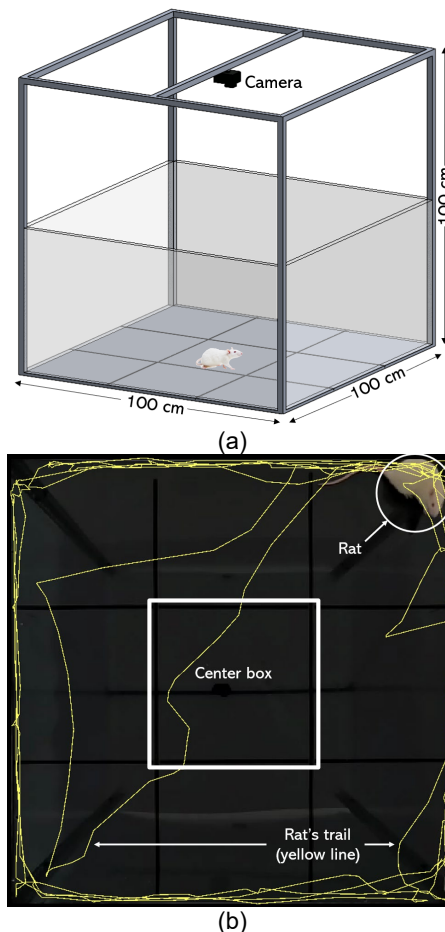 Camera
100 cm
100 cm
100 cm
(a)
Rat
Center box
Rat's trail
(yellow line)
(b)